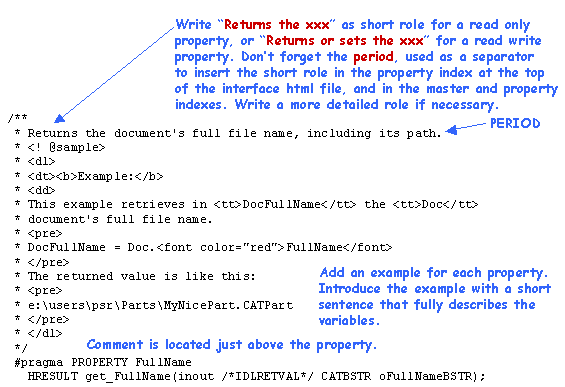 Write “Returns the xxx” as short role for a read only
property, or “Returns or sets the xxx” for a read write
property. Don't forget the period, used as a separator
to insert the short role in the property index at the top
of the interface html file, and in the master and property
indexes. Write a more detailed role if necessary.
/**
PERIOD
* Returns the document's full file name, including its path.
* <! @sample>
* <dl>
* <dt><b>Example:</b>
* <dd>
* This example retrieves in <tt>DocFullName</tt> the <tt>Doc</tt>
* document's full file name.
* <pre>
* DocFullName = Doc.<font color="red">FullName</font>
* </pre>
* The returned value is like this:
* <pre>
* e:\users\psr\Parts\MyNicePart.CATPart
* </pre>
* </dl>
*/
Add an example for each property.
Introduce the example with a short
sentence that fully describes the
variables.
Comment is located just above the property.
#pragma PROPERTY FullName
HRESULT get_FullName(inout /*IDLRETVAL*/ CATBSTR oFullNameBSTR);